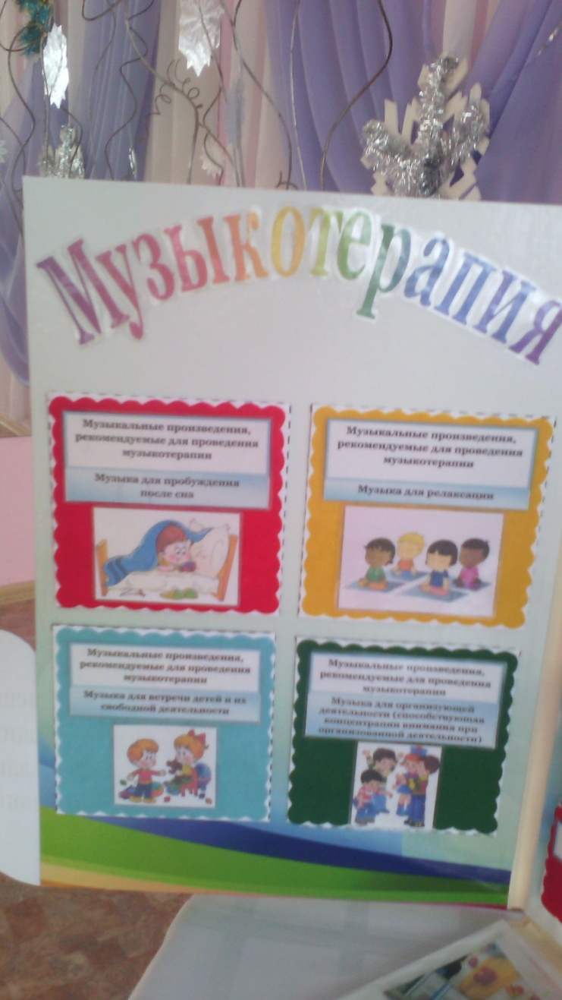 Музыкотерапия
Музыкальные произведения,
рекомендуемые для проведения
музыкотерапии
Музыка для пробуждения
после сна
Музыкальные произведения,
рекомендуемые для проведения
музыкотерапии
Музыка для релаксации
Музыкальные произведения,
рекомендуемые для проведения
музыкотерапии
Музыка для встречи детей и их
свободной деятельности
Музыкальные произведения,
рекомендуемые для проведения
музыкотерапии
Музыка для организующей
деятельности (способствующая
концентрации внимания при
организованной деятельности)